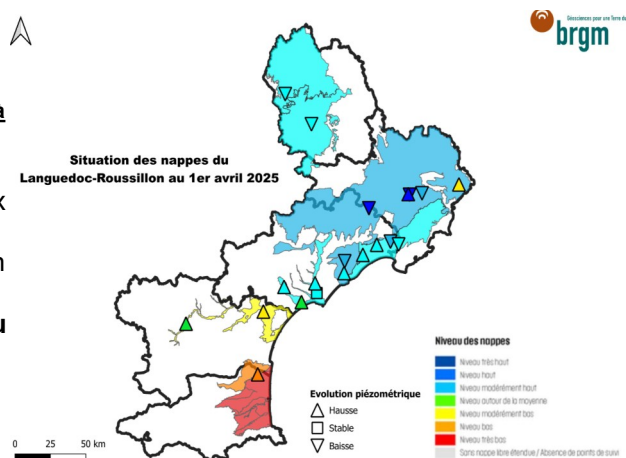 Géosciences pour une Terre du
brgm
à
Situation des nappes du
Languedoc-Roussillon au 1er avril 2025
x
n
u
Niveau des nappes
Niveau très haut
Niveau haut
Niveau modérément haut
Niveau autour de la moyenne
Niveau modérément bas
Niveau bas
Niveau très bas
Sans nappe libre étendue / Absence de points de suivi
Evolution piézométrique
Hausse
Stable
Baisse
0 25 50 km